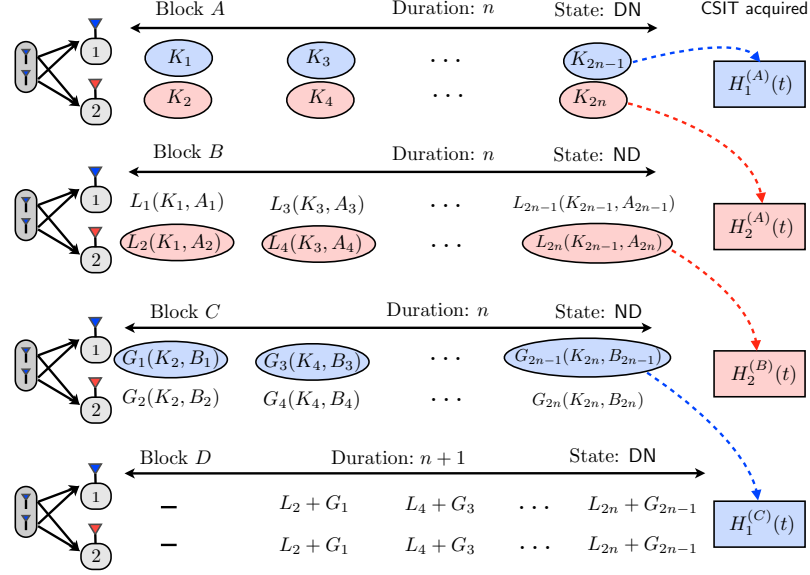 Block A Duration: n State: DN CSIT acquired
1 K₁ K₃ ··· K₂ₙ₋₁ H₁⁽ᴬ⁾(t)
2 K₂ K₄ ··· K₂ₙ
Block B Duration: n State: ND
1 L₁(K₁, A₁) L₃(K₃, A₃) ··· L₂ₙ₋₁(K₂ₙ₋₁, A₂ₙ₋₁)
2 L₂(K₁, A₂) L₄(K₃, A₄) ··· L₂ₙ(K₂ₙ₋₁, A₂ₙ) H₂⁽ᴬ⁾(t)
Block C Duration: n State: ND
1 G₁(K₂, B₁) G₃(K₄, B₃) ··· G₂ₙ₋₁(K₂ₙ, B₂ₙ₋₁) H₂⁽ᴮ⁾(t)
2 G₂(K₂, B₂) G₄(K₄, B₄) ··· G₂ₙ(K₂ₙ, B₂ₙ)
Block D Duration: n + 1 State: DN
1 – L₂ + G₁ L₄ + G₃ ··· L₂ₙ + G₂ₙ₋₁ H₁⁽ᶜ⁾(t)
2 – L₂ + G₁ L₄ + G₃ ··· L₂ₙ + G₂ₙ₋₁